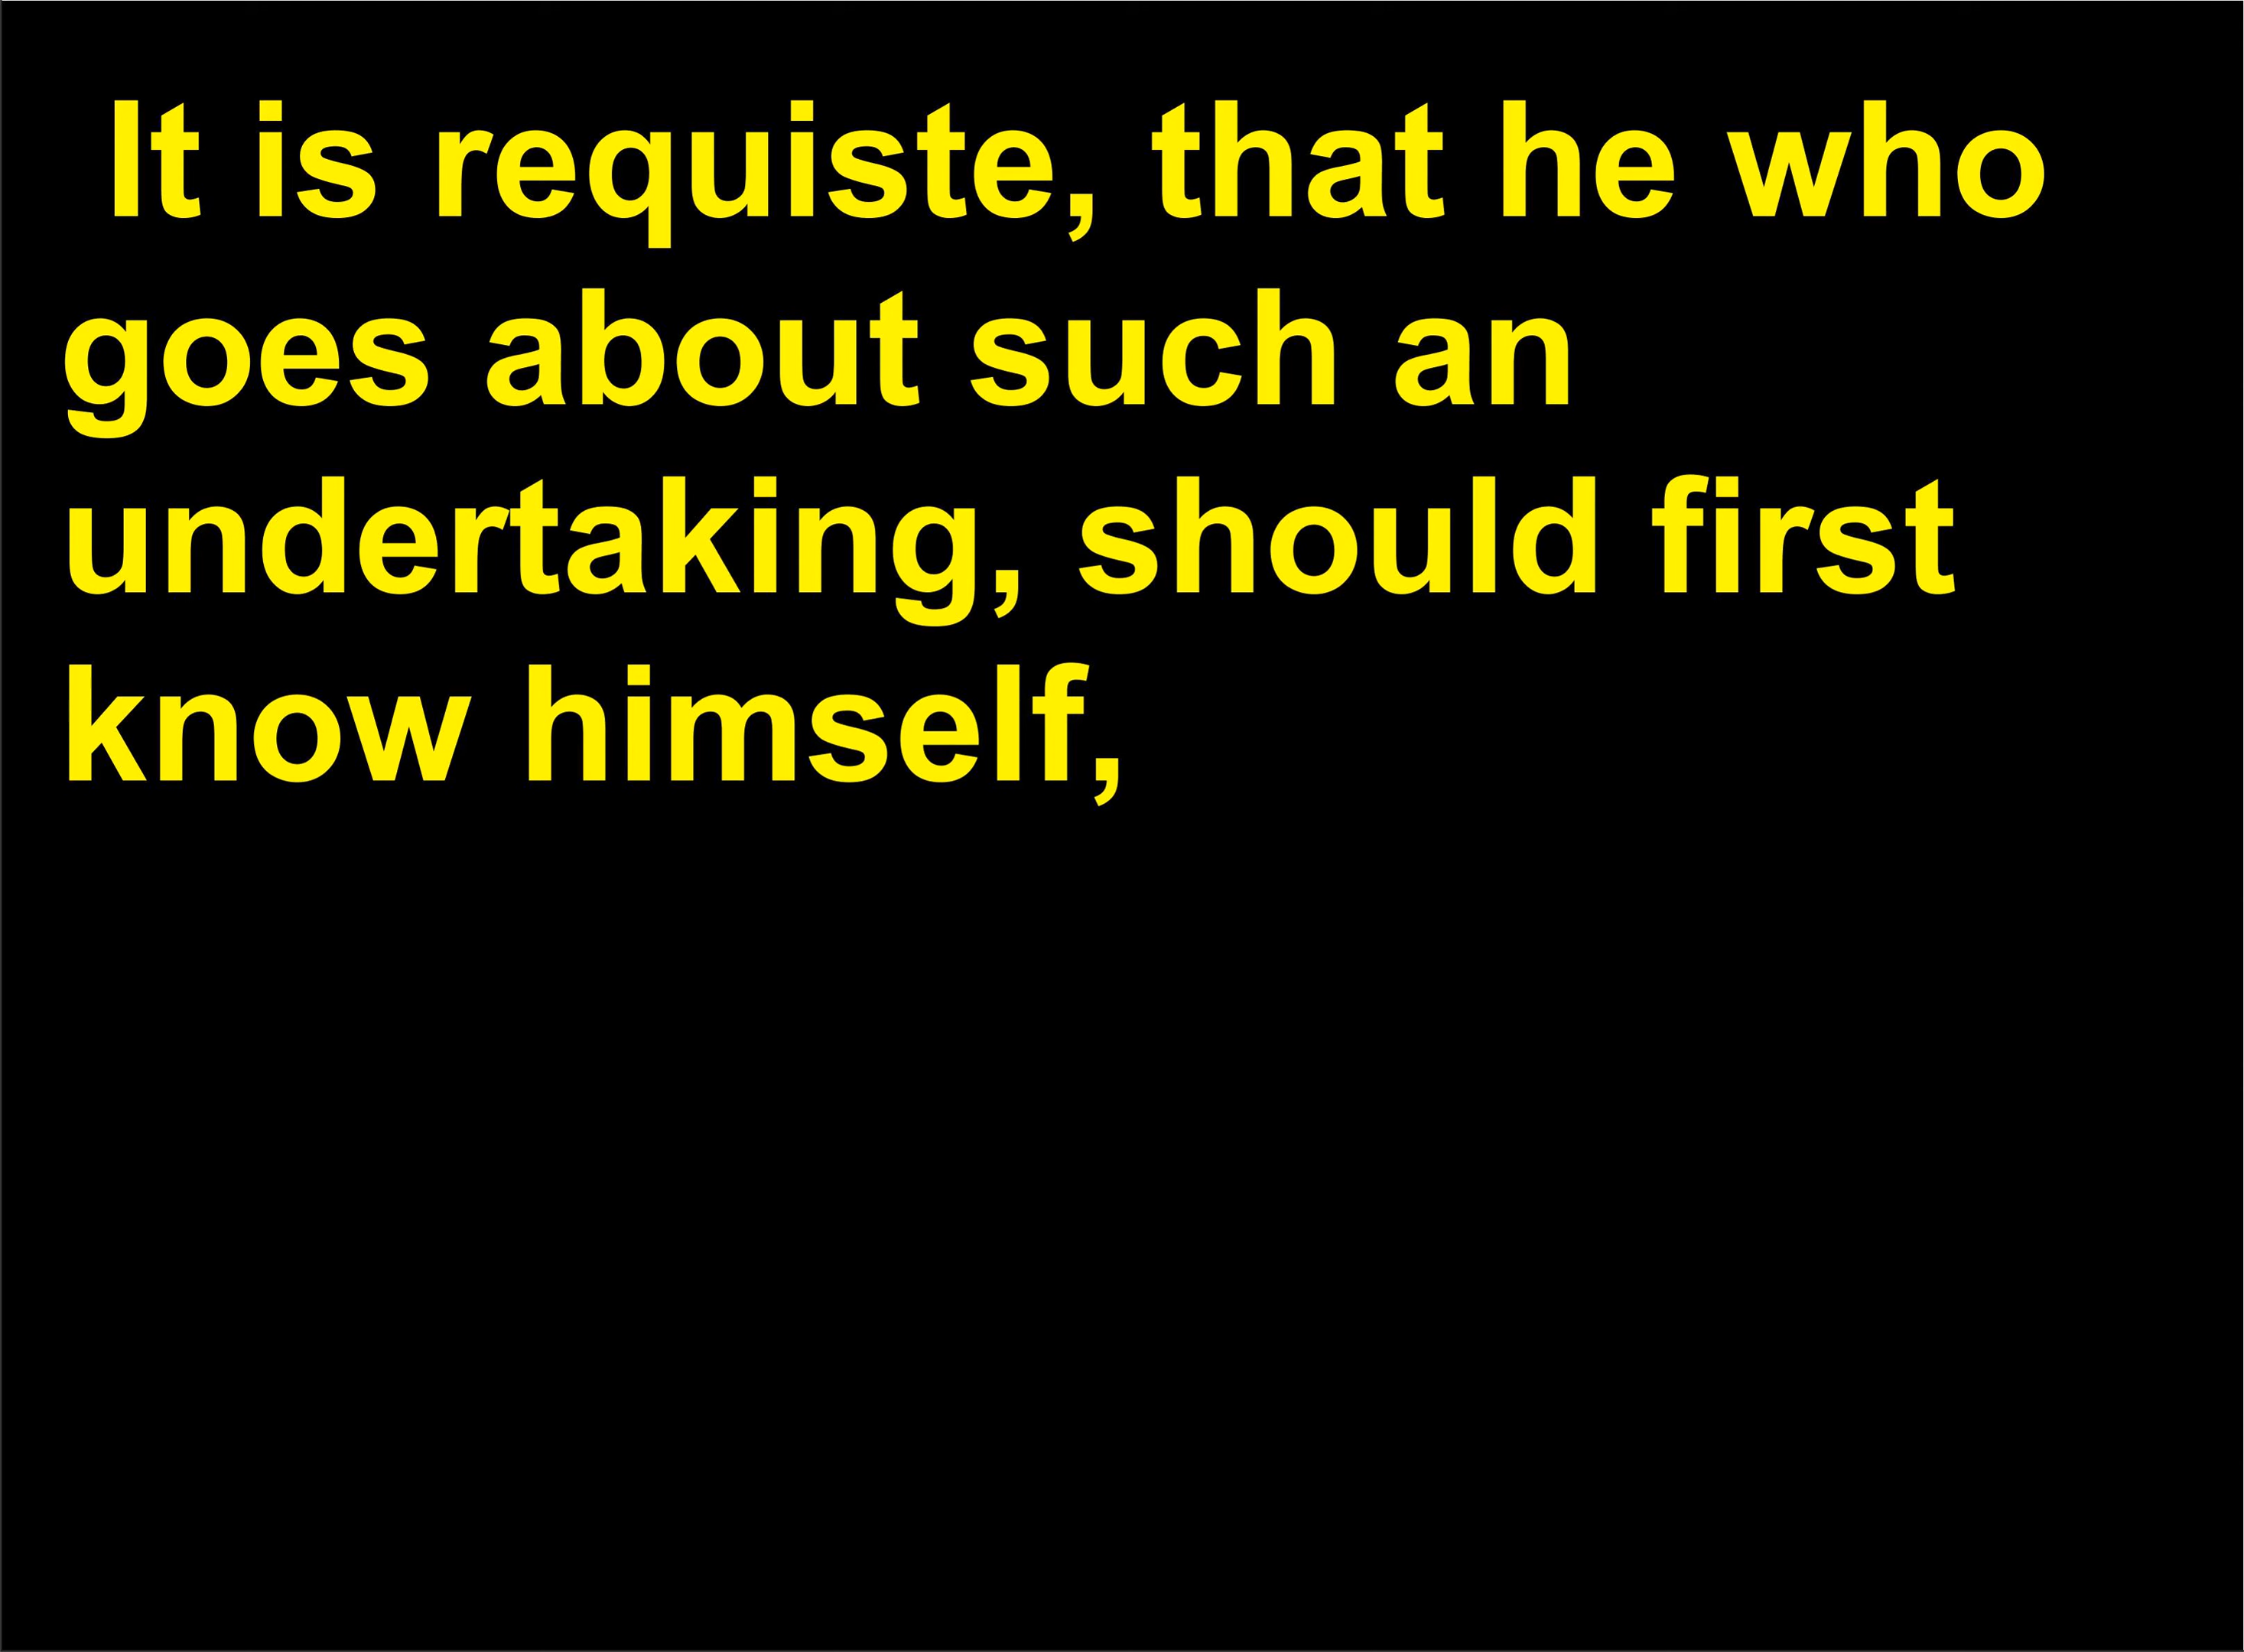 It is requiste, that he who
goes about such an
undertaking, should first
know himself,